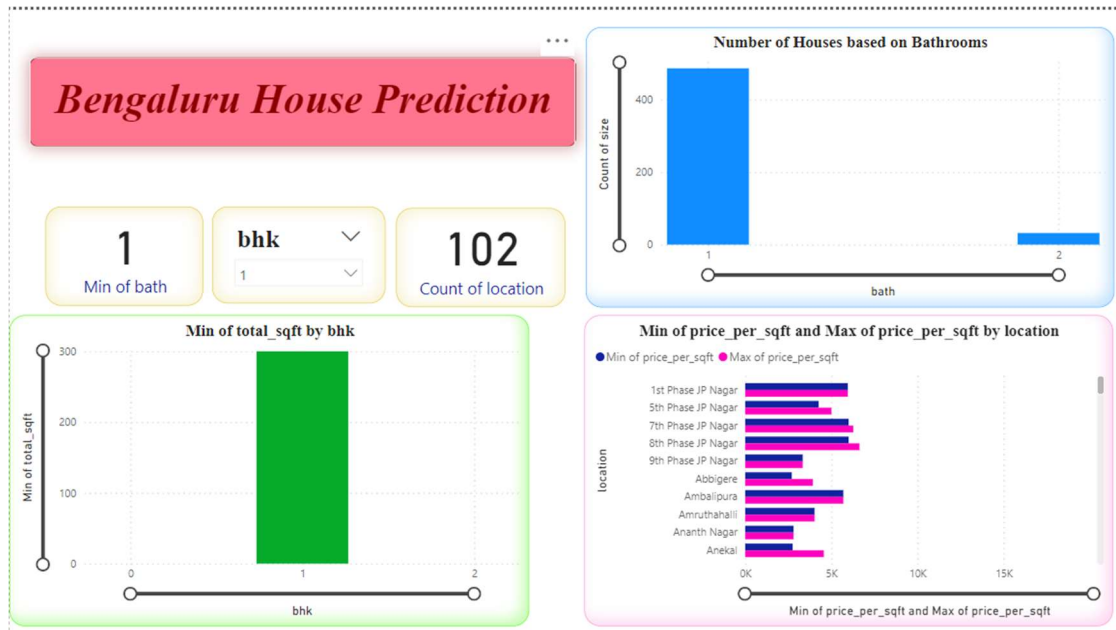 Bengaluru House Prediction
1
Min of bath
bhk
1
102
Count of location
Number of Houses based on Bathrooms
Count of size
400
200
0
1
2
bath
Min of total_sqft by bhk
Min of total_sqft
300
200
100
0
0
1
2
bhk
Min of price_per_sqft and Max of price_per_sqft by location
Min of price_per_sqft Max of price_per_sqft
location
1st Phase JP Nagar
5th Phase JP Nagar
7th Phase JP Nagar
8th Phase JP Nagar
9th Phase JP Nagar
Abbigere
Ambalipura
Amruthahalli
Ananth Nagar
Anekal
0K 5K 10K 15K
Min of price_per_sqft and Max of price_per_sqft